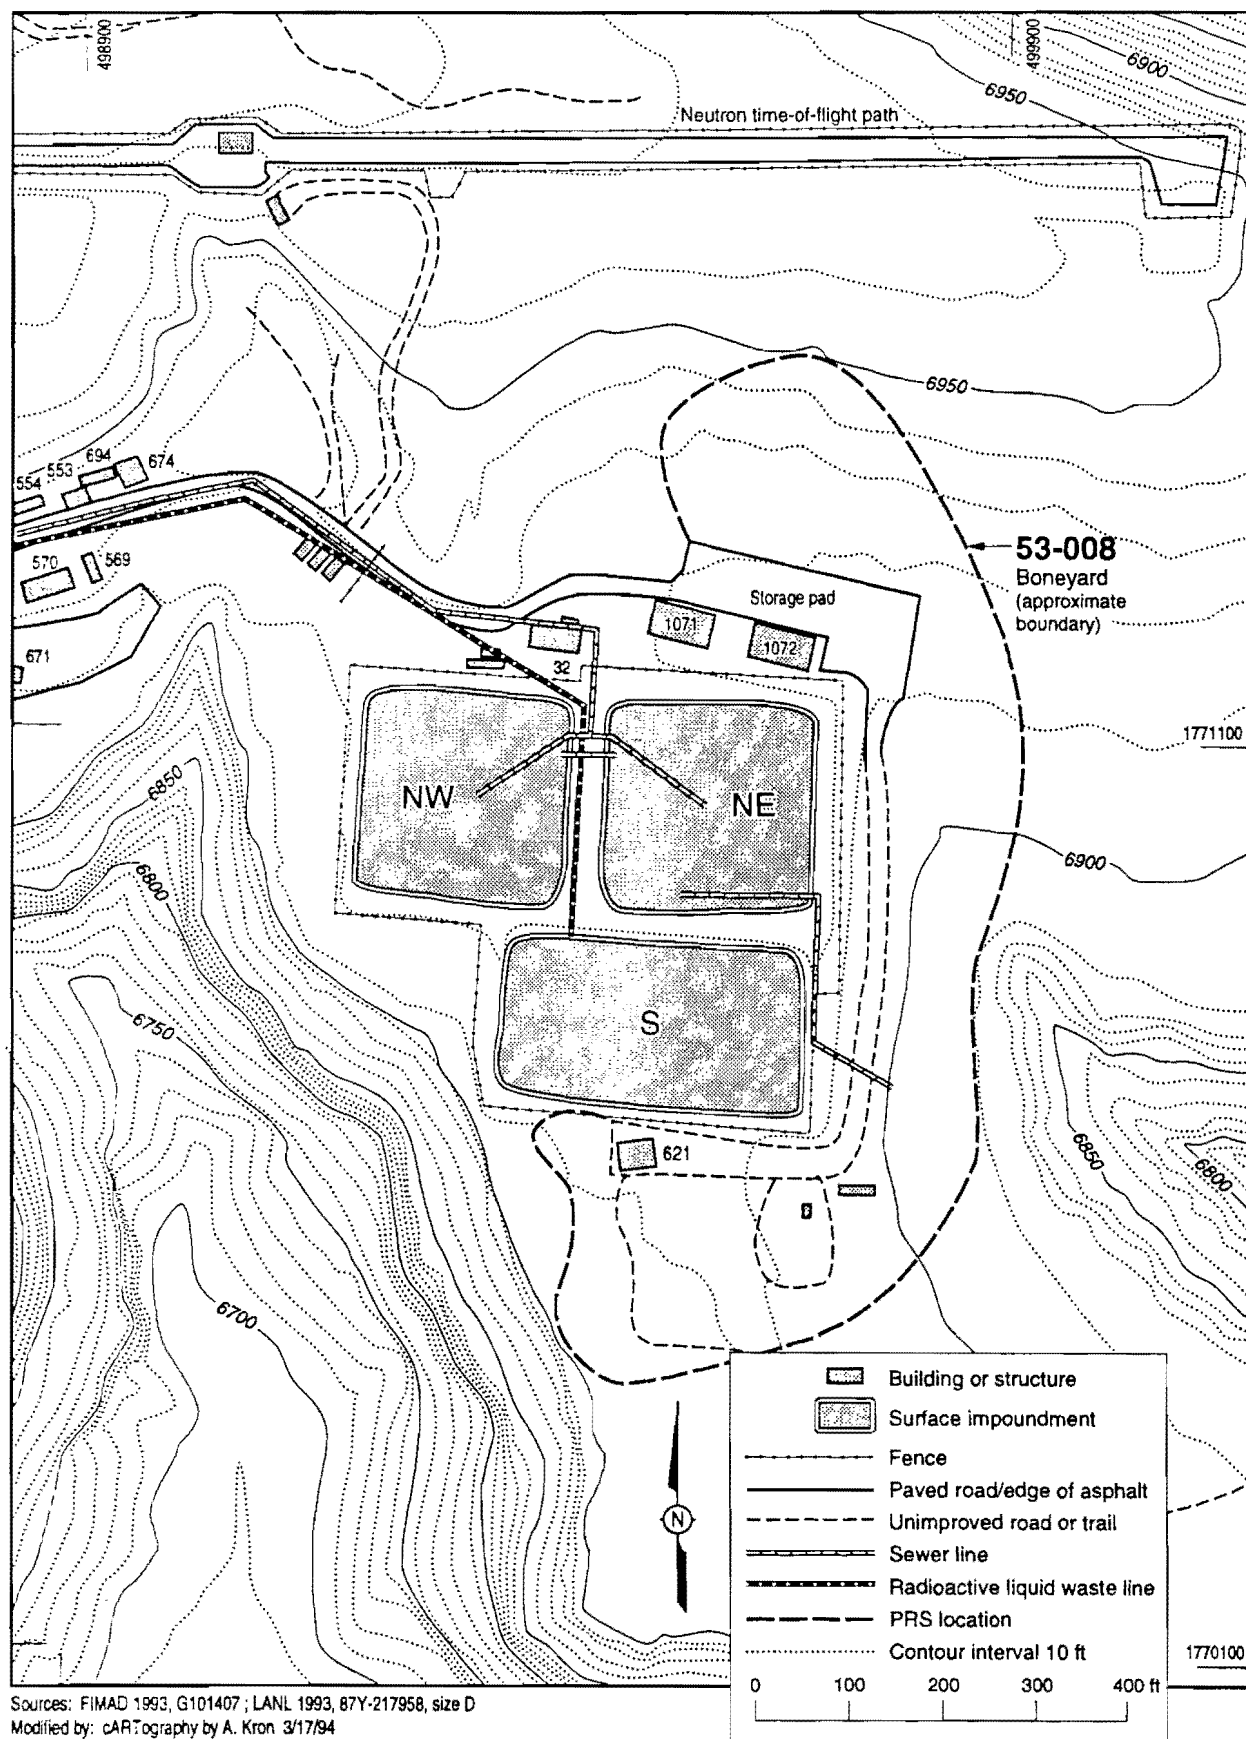 498900
499900
6900
6950
Neutron time-of-flight path
6950
53-008
Boneyard
(approximate
boundary)
554
553
694
674
570
569
671
Storage pad
1071
1072
32
NW
NE
S
1771100
6900
6850
6800
6750
6700
6850
6800
621
Building or structure
Surface impoundment
Fence
Paved road/edge of asphalt
Unimproved road or trail
Sewer line
Radioactive liquid waste line
PRS location
Contour interval 10 ft
0 100 200 300 400 ft
N
1770100
Sources: FIMAD 1993, G101407 ; LANL 1993, 87Y-217958, size D
Modified by: cARTography by A. Kron 3/17/94